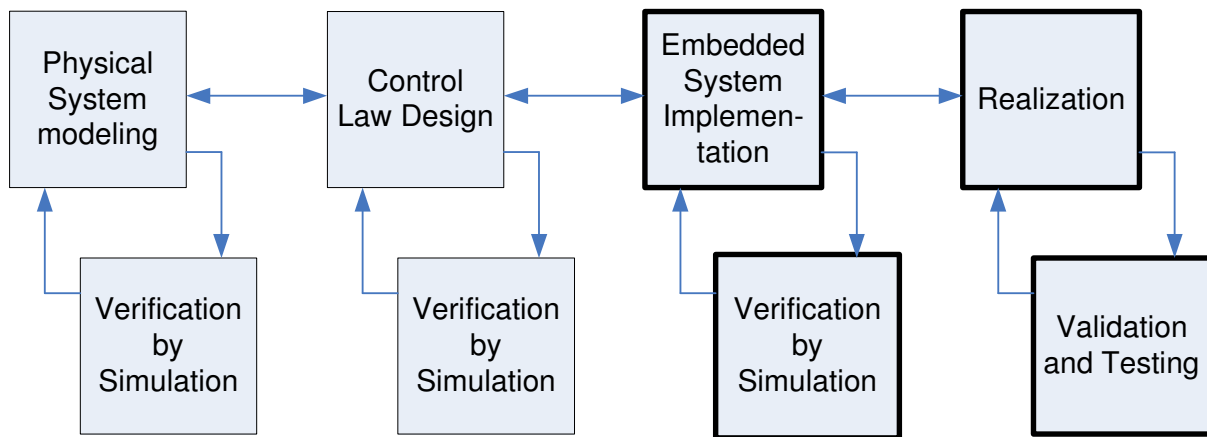 Physical
System
modeling
Control
Law Design
Embedded
System
Implemen-
tation
Realization
Verification
by
Simulation
Verification
by
Simulation
Verification
by
Simulation
Validation
and Testing